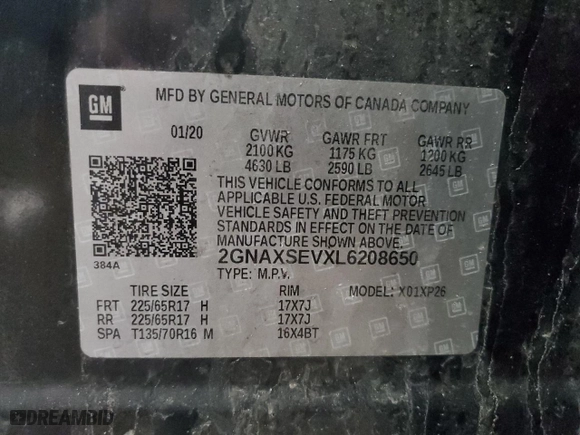 GM
MFD BY GENERAL MOTORS OF CANADA COMPANY
01/20 GVWR GAWR FRT GAWR RR
2100 KG 1175 KG 1200 KG
4630 LB 2590 LB 2645 LB
THIS VEHICLE CONFORMS TO ALL
APPLICABLE U.S. FEDERAL MOTOR
VEHICLE SAFETY AND THEFT PREVENTION
STANDARDS IN EFFECT ON THE DATE
OF MANUFACTURE SHOWN ABOVE.
384A 2GNAXSEVXL6208650
TYPE: M.P.V.
TIRE SIZE RIM MODEL: X01XP26
FRT 225/65R17 H 17X7J
RR 225/65R17 H 17X7J
SPA T135/70R16 M 16X4BT
DREAMBID